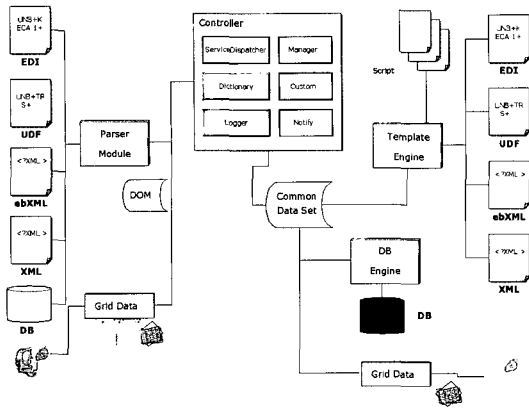 UNB+K
ECA 1+
EDI
UNB+TR
S+
UDF
<?XML >
ebXML
<?XML >
XML
DB
Parser
Module
DOM
Grid Data
Controller
ServiceDispatcher
Manager
Dictionary
Custom
Logger
Notify
Common
Data Set
Script
Template
Engine
DB
Engine
DB
Grid Data
UNB+K
ECA 1+
EDI
UNB+TR
S+
UDF
<?XML >
ebXML
<?XML >
XML